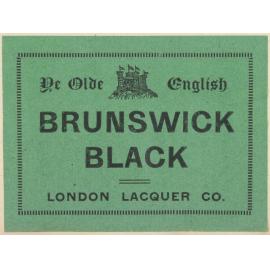 Ye Olde English
BRUNSWICK
BLACK
LONDON LACQUER CO.